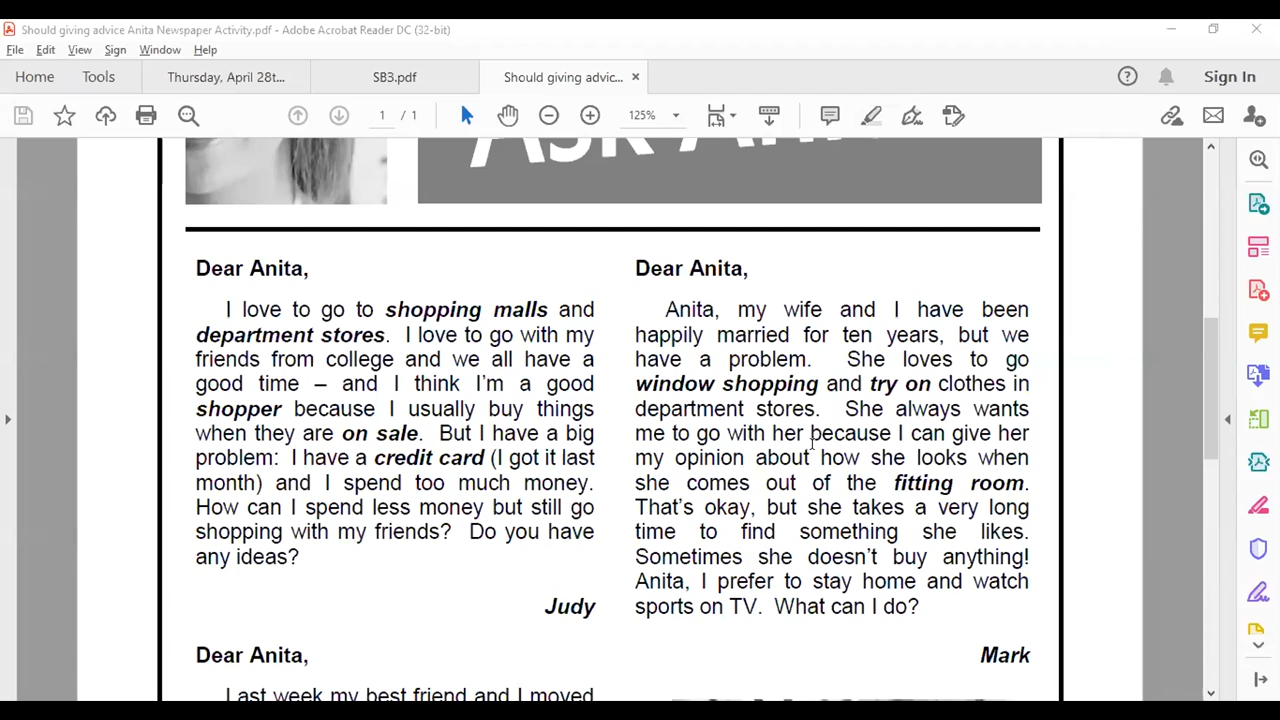 Should giving advice Anita Newspaper Activity.pdf - Adobe Acrobat Reader DC (32-bit)
File Edit View Sign Window Help
Home Tools Thursday, April 28t... SB3.pdf Should giving advic... Sign In
1 / 1 125%
ASK ANITA
Dear Anita,
I love to go to shopping malls and
department stores. I love to go with my
friends from college and we all have a
good time – and I think I'm a good
shopper because I usually buy things
when they are on sale. But I have a big
problem: I have a credit card (I got it last
month) and I spend too much money.
How can I spend less money but still go
shopping with my friends? Do you have
any ideas?
Judy
Dear Anita,
Last week my best friend and I moved
Dear Anita,
Anita, my wife and I have been
happily married for ten years, but we
have a problem. She loves to go
window shopping and try on clothes in
department stores. She always wants
me to go with her because I can give her
my opinion about how she looks when
she comes out of the fitting room.
That's okay, but she takes a very long
time to find something she likes.
Sometimes she doesn't buy anything!
Anita, I prefer to stay home and watch
sports on TV. What can I do?
Mark